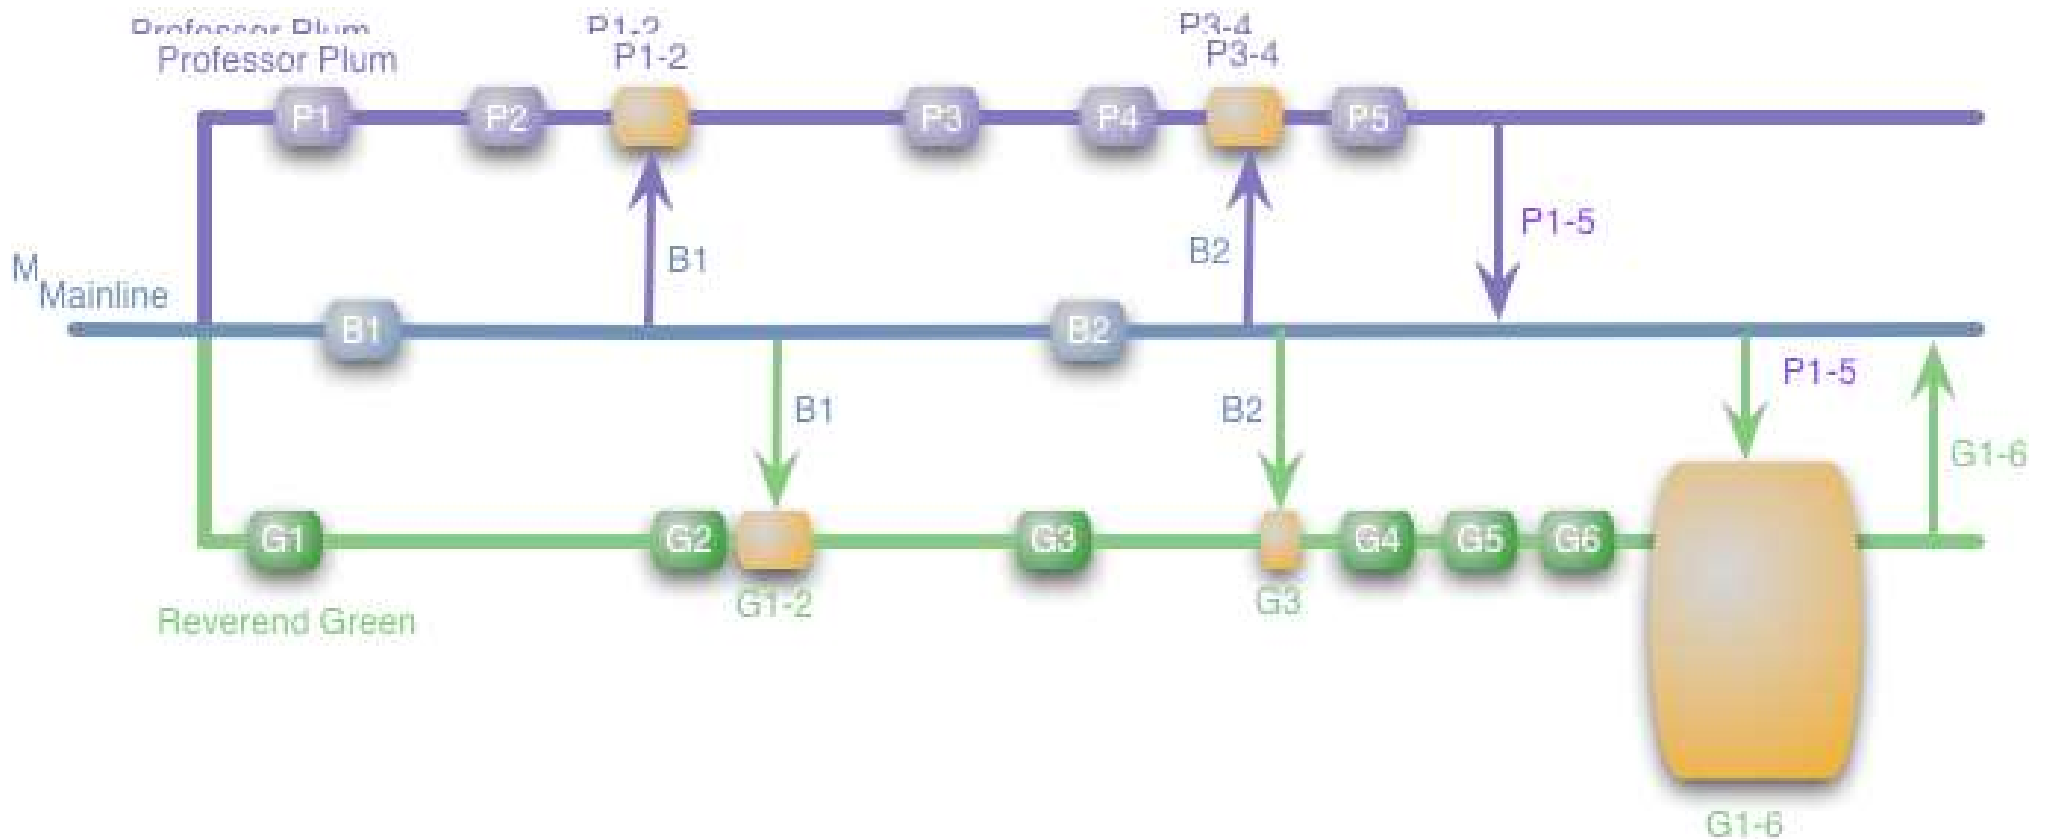 Professor Plum P1-2 P3-4
Professor Plum P1-2 P3-4
P1 P2 P3 P4 P5
P1-5
B1 B2
M
Mainline
B1 B2
P1-5
B1 B2
G1-6
G1 G2 G3 G4 G5 G6
G1-2 G3
Reverend Green
G1-6